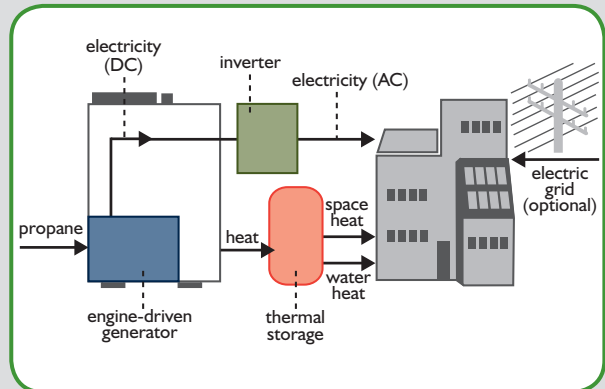 electricity
(DC)
inverter
electricity (AC)
electric
grid
(optional)
propane
heat
space
heat
water
heat
engine-driven
generator
thermal
storage